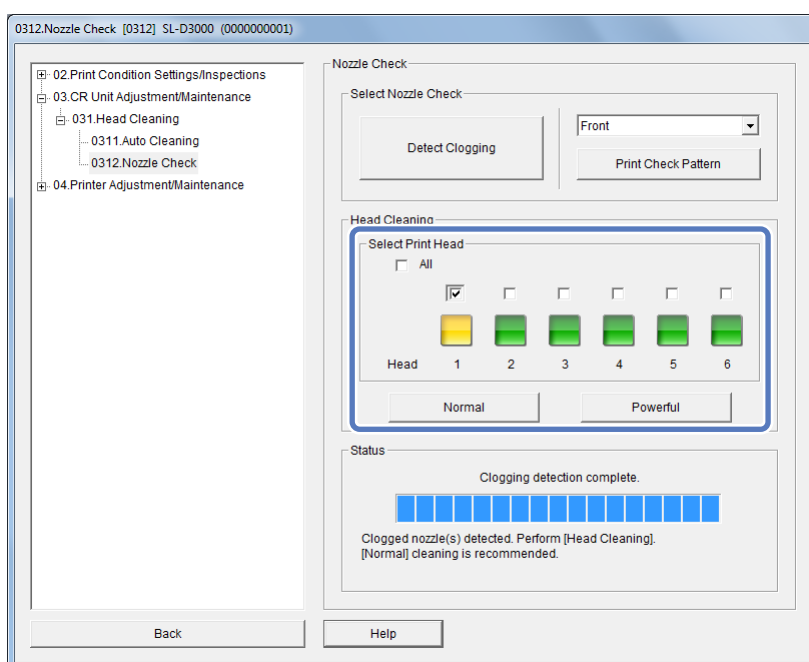 0312.Nozzle Check [0312] SL-D3000 (0000000001)
02.Print Condition Settings/Inspections
03.CR Unit Adjustment/Maintenance
031.Head Cleaning
0311.Auto Cleaning
0312.Nozzle Check
04.Printer Adjustment/Maintenance
Back
Nozzle Check
Select Nozzle Check
Detect Clogging
Front
Print Check Pattern
Head Cleaning
Select Print Head
All
Head 1 2 3 4 5 6
Normal Powerful
Status
Clogging detection complete.
Clogged nozzle(s) detected. Perform [Head Cleaning].
[Normal] cleaning is recommended.
Help